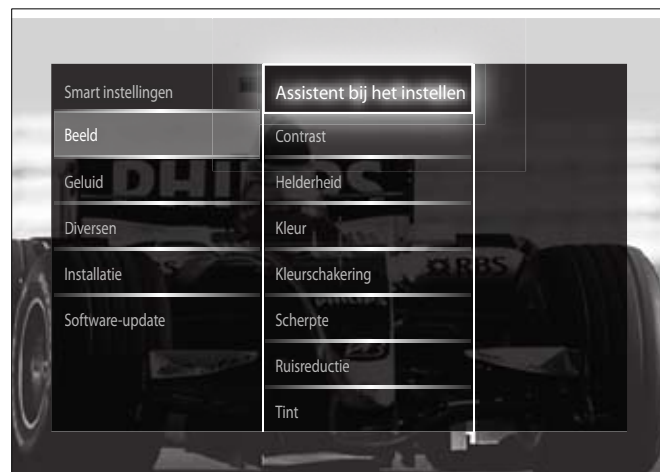 Smart instellingen
Beeld
Geluid
Diversen
Installatie
Software-update
Assistent bij het instellen
Contrast
Helderheid
Kleur
Kleurschakering
Scherpte
Ruisreductie
Tint
RBS